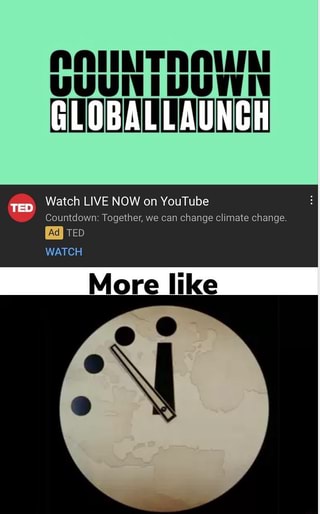 COUNTDOWN
GLOBAL LAUNCH
TED
Watch LIVE NOW on YouTube
Countdown: Together, we can change climate change.
Ad TED
WATCH
More like